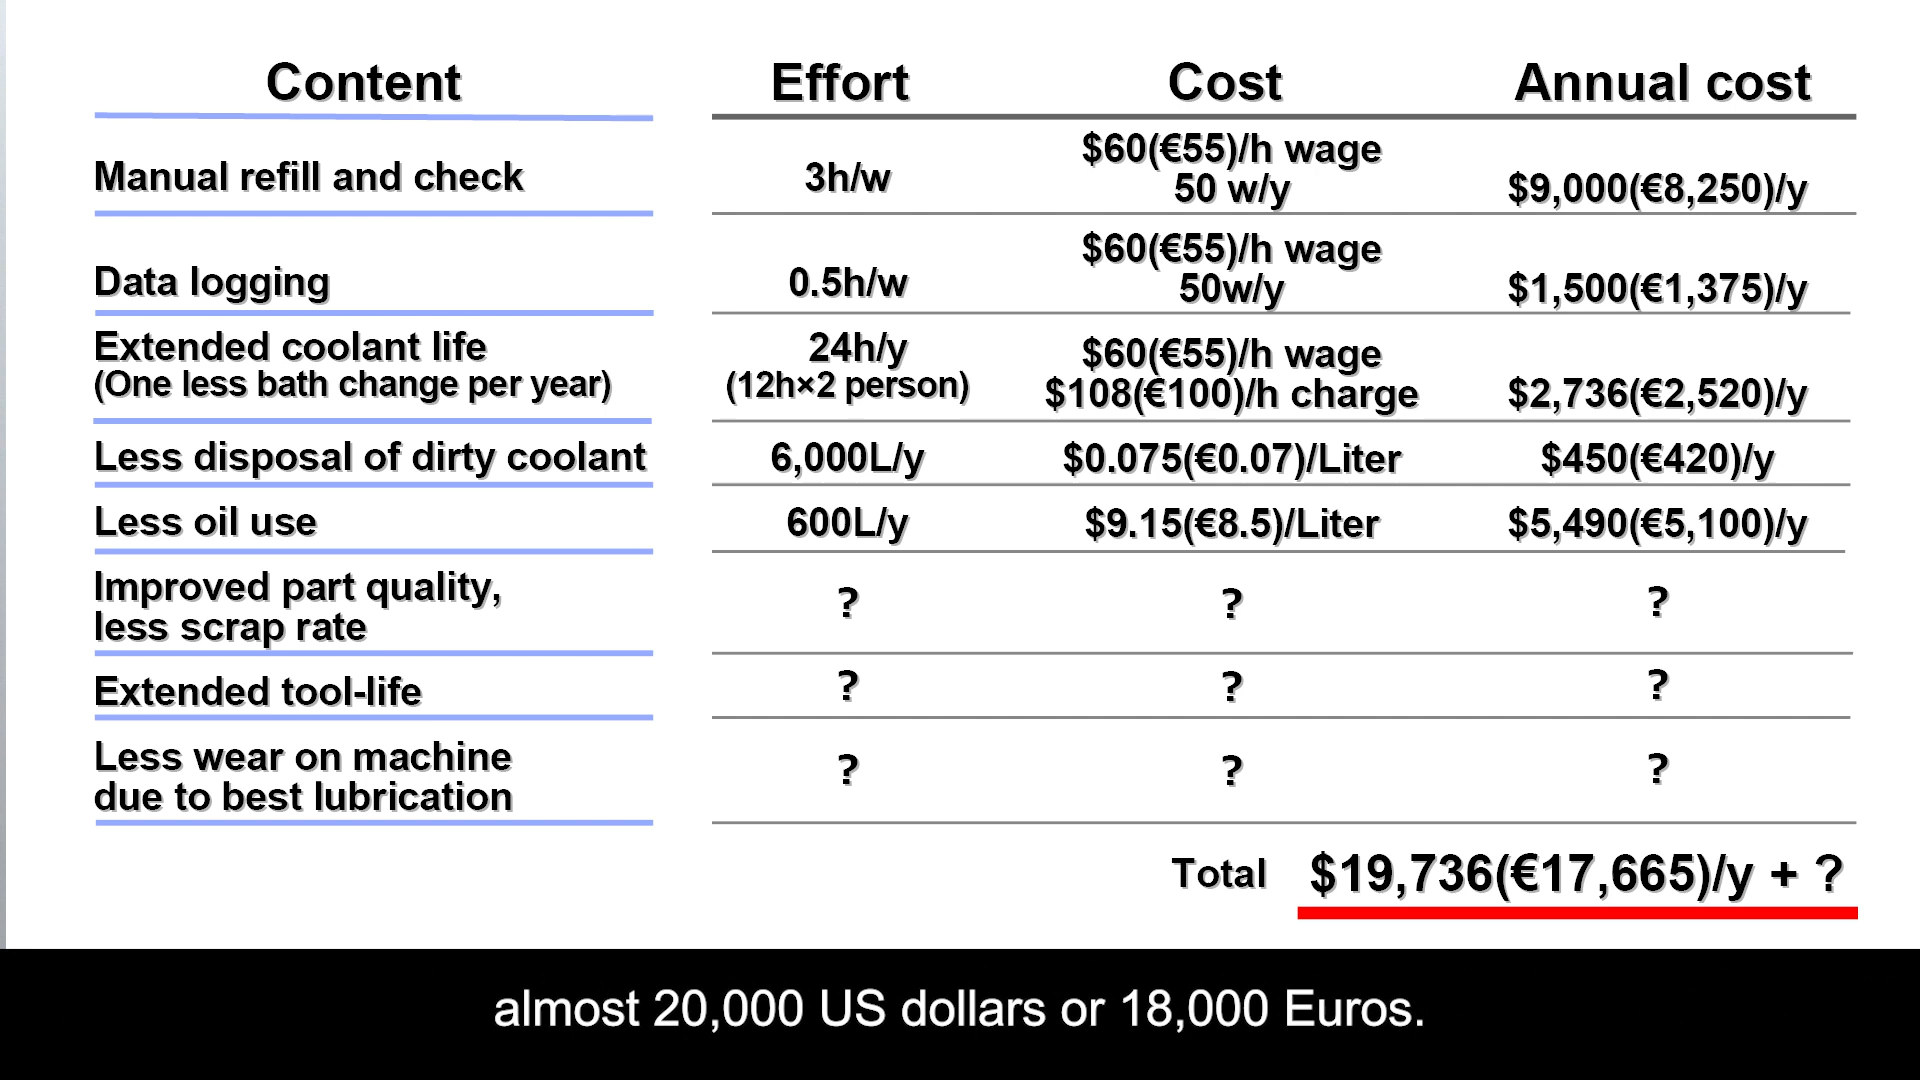 Content Effort Cost Annual cost
Manual refill and check 3h/w $60(€55)/h wage
50 w/y $9,000(€8,250)/y
Data logging 0.5h/w $60(€55)/h wage
50w/y $1,500(€1,375)/y
Extended coolant life
(One less bath change per year) 24h/y
(12h×2 person) $60(€55)/h wage
$108(€100)/h charge $2,736(€2,520)/y
Less disposal of dirty coolant 6,000L/y $0.075(€0.07)/Liter $450(€420)/y
Less oil use 600L/y $9.15(€8.5)/Liter $5,490(€5,100)/y
Improved part quality,
less scrap rate ? ? ?
Extended tool-life ? ? ?
Less wear on machine
due to best lubrication ? ? ?
Total $19,736(€17,665)/y + ?
almost 20,000 US dollars or 18,000 Euros.